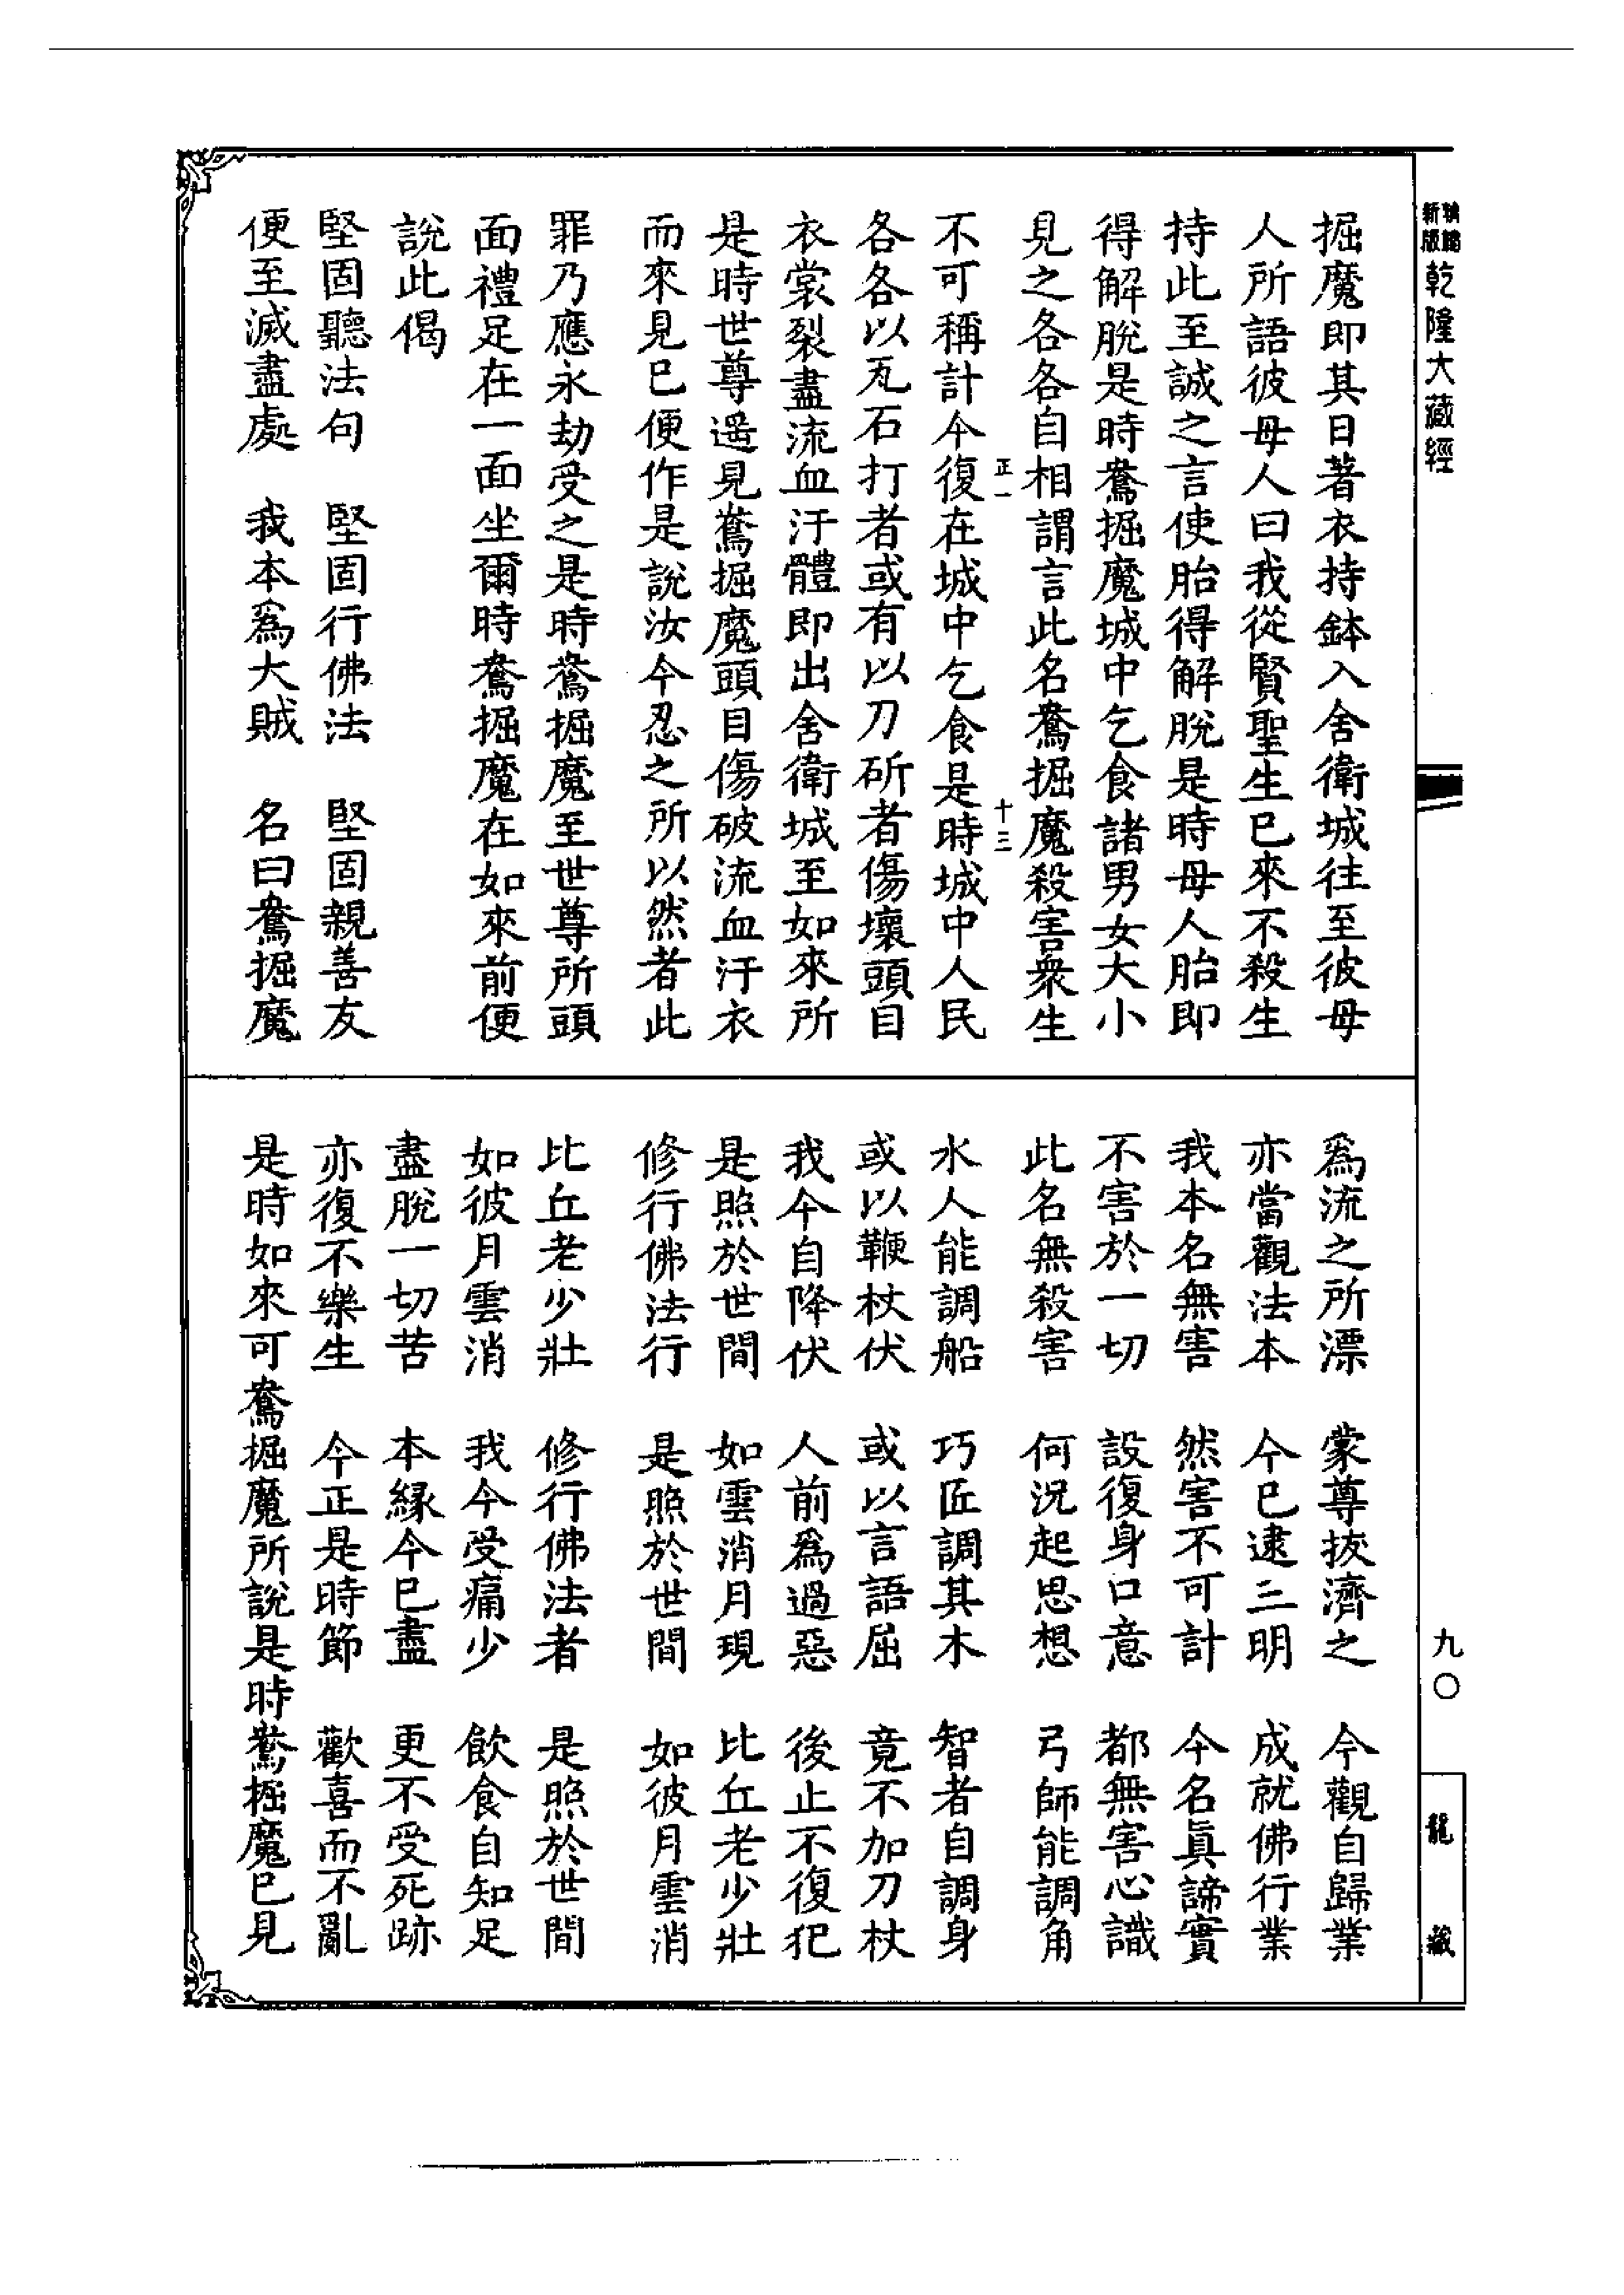 新版
乾隆大藏經
掘魔即其日著衣持鉢入舍衛城往至彼母
人所語彼母人曰我從賢聖生已來不殺生
持此至誠之言使胎得解脫是時母人胎即
得解脫是時鴦掘魔城中乞食諸男女大小
見之各各自相謂言此名鴦掘魔殺害衆生
正一 十三
不可稱計今復在城中乞食是時城中人民
各各以瓦石打者或有以刀斫者傷壞頭目
衣裳裂盡流血汙體即出舍衛城至如來所
是時世尊遥見鴦掘魔頭目傷破流血汙衣
而來見已便作是說汝今忍之所以然者此
罪乃應永劫受之是時鴦掘魔至世尊所頭
面禮足在一面坐爾時鴦掘魔在如來前便
說此偈
堅固聽法句 堅固行佛法 堅固親善友
便至滅盡處 我本爲大賊 名曰鴦掘魔
爲流之所漂 蒙尊拔濟之 今觀自歸業
亦當觀法本 今已逮三明 成就佛行業
我本名無害 然害不可計 今名眞諦實
不害於一切 設復身口意 都無害心識
此名無殺害 何況起思想 弓師能調角
水人能調船 巧匠調其木 智者自調身
或以鞭杖伏 或以言語屈 竟不加刀杖
我今自降伏 人前爲過惡 後止不復犯
是照於世間 如雲消月現 比丘老少壯
修行佛法行 是照於世間 如彼月雲消
比丘老少壯 修行佛法者 是照於世間
如彼月雲消 我今受痛少 飲食自知足
盡脫一切苦 本緣今已盡 更不受死跡
亦復不樂生 今正是時節 歡喜而不亂
是時如來可鴦掘魔所說是時鴦掘魔已見
九〇
龍藏